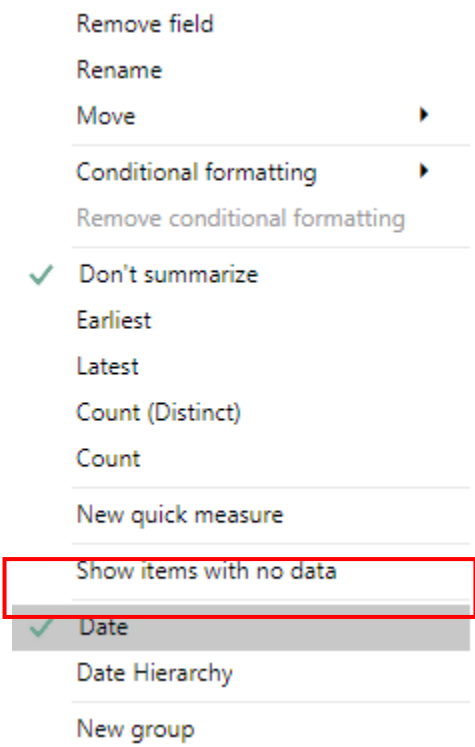 Remove field
Rename
Move
Conditional formatting
Remove conditional formatting
Don't summarize
Earliest
Latest
Count (Distinct)
Count
New quick measure
Show items with no data
Date
Date Hierarchy
New group